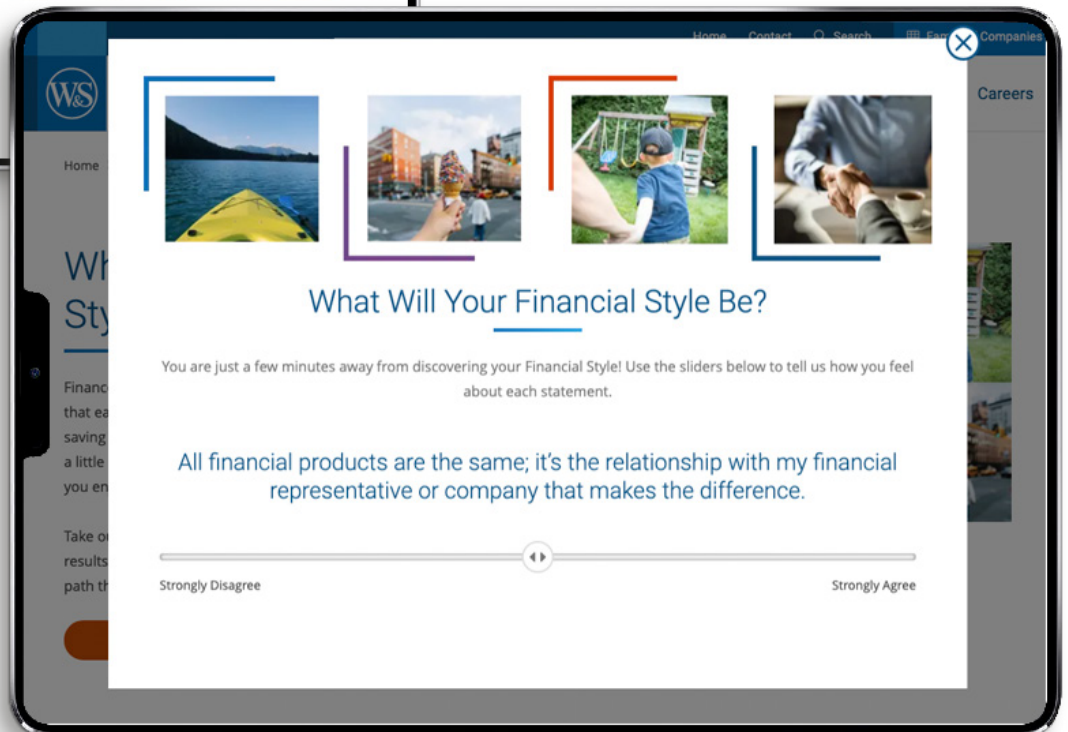 Home Contact Search Companies
W&S
Careers
Home
What Will Your Financial Style Be?
You are just a few minutes away from discovering your Financial Style! Use the sliders below to tell us how you feel
about each statement.
All financial products are the same; it's the relationship with my financial
representative or company that makes the difference.
Strongly Disagree
Strongly Agree
saving
a little
results